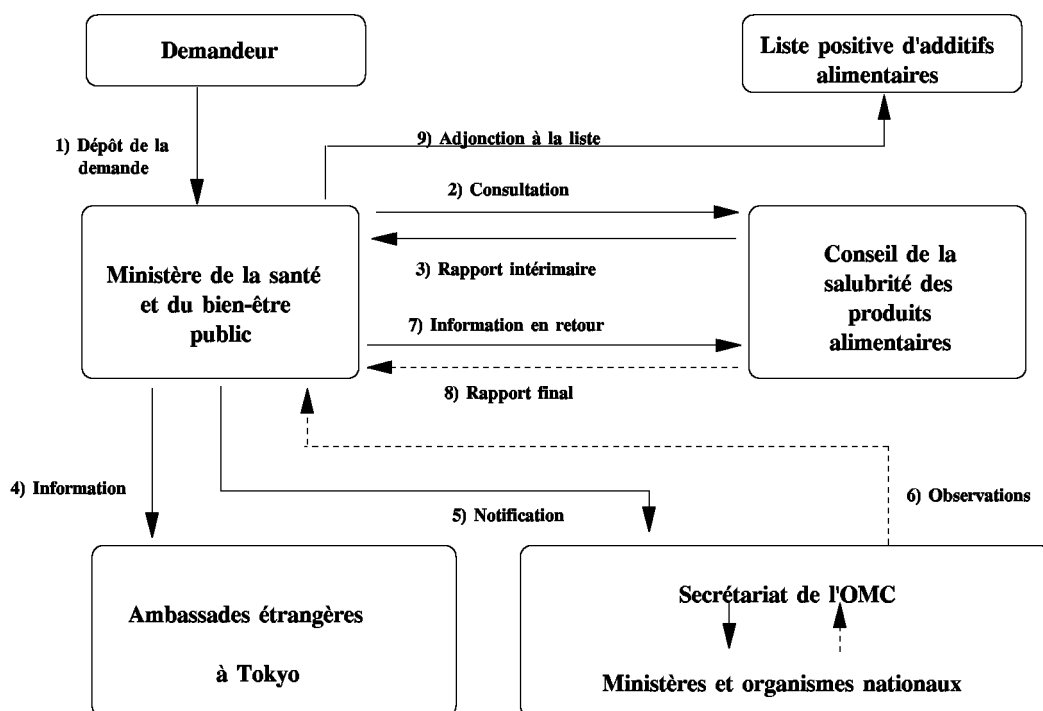 Demandeur
Liste positive d'additifs
alimentaires
1) Dépôt de la
demande
9) Adjonction à la liste
2) Consultation
Ministère de la santé
et du bien-être
public
3) Rapport intérimaire
Conseil de la
salubrité des
produits
alimentaires
7) Information en retour
8) Rapport final
4) Information
5) Notification
6) Observations
Ambassades étrangères
à Tokyo
Secrétariat de l'OMC
Ministères et organismes nationaux